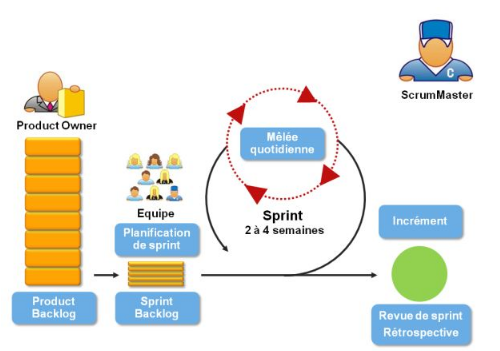 C
ScrumMaster
Product Owner
Mêlée
quotidienne
Equipe
Planification
de sprint
Sprint
2 à 4 semaines
Incrément
Product
Backlog
Sprint
Backlog
Revue de sprint
Rétrospective